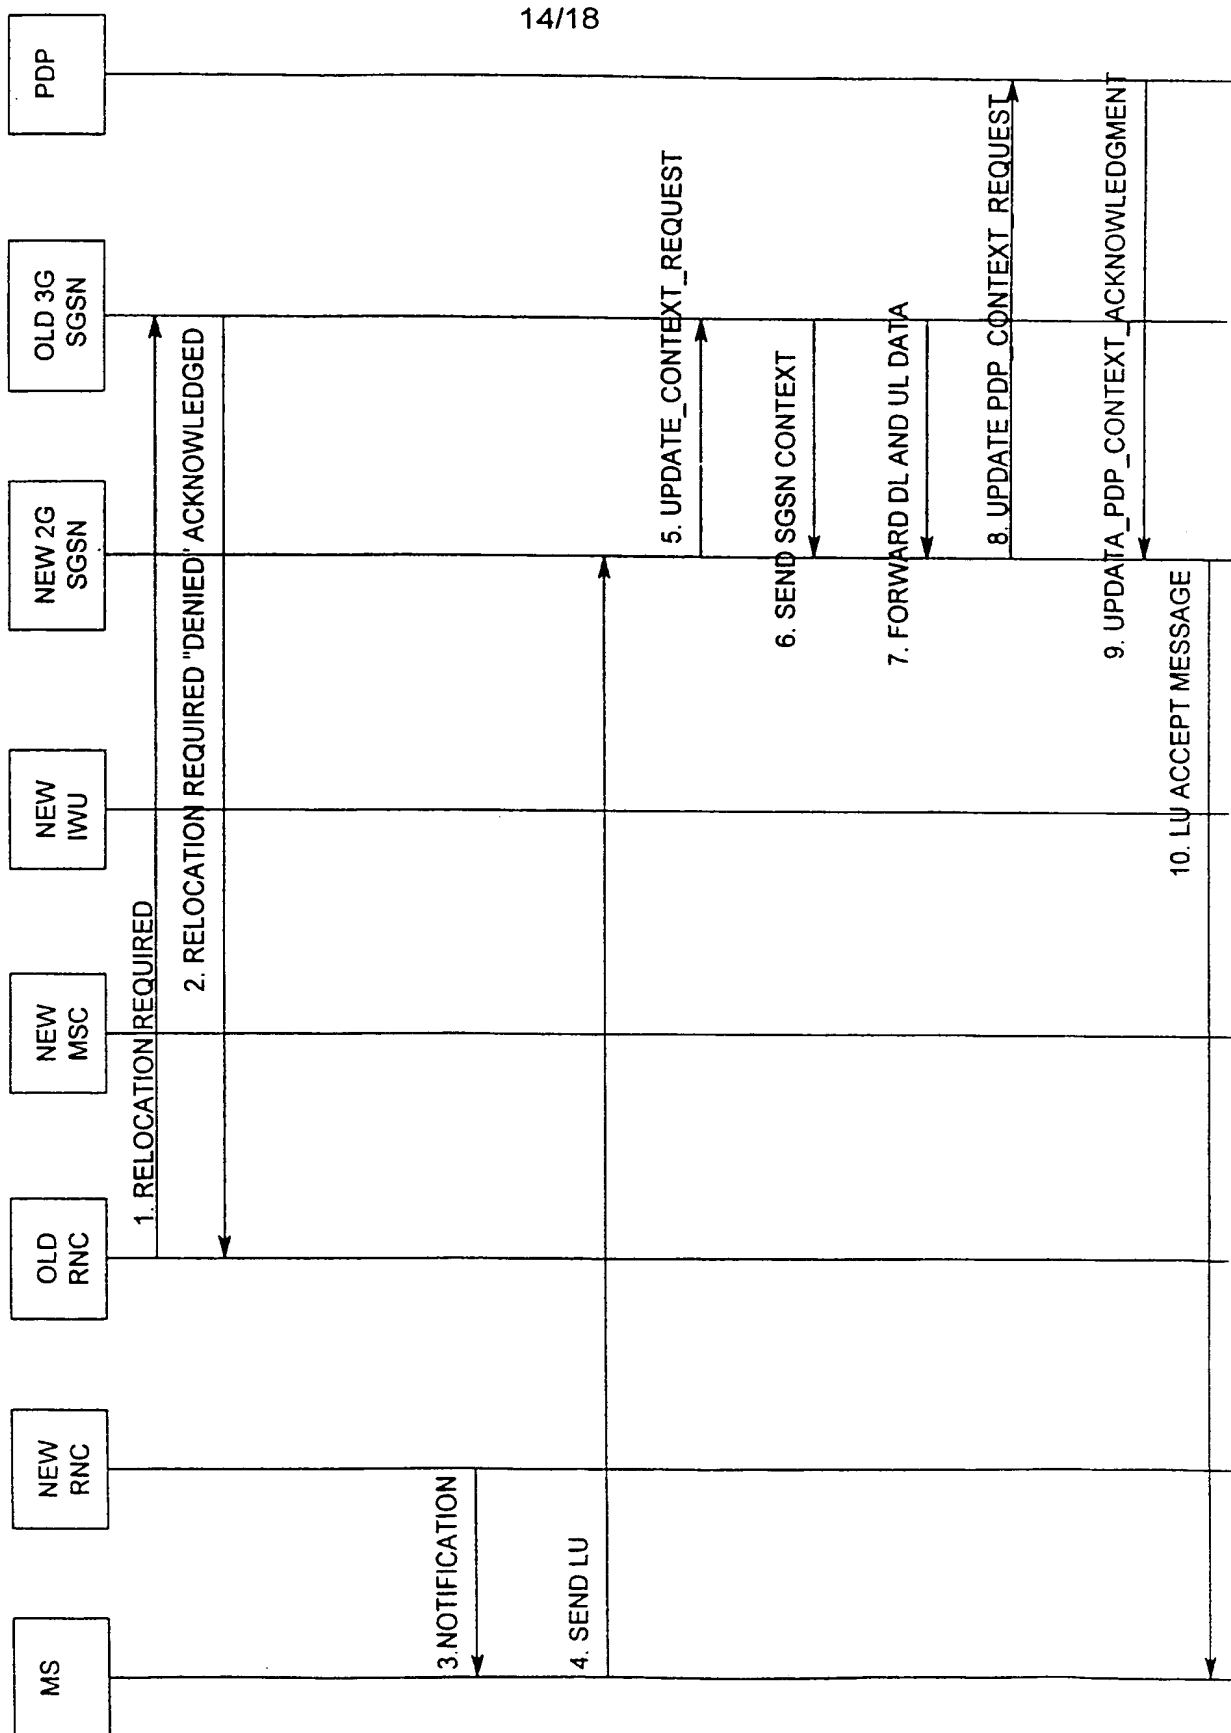 14/18
MS
NEW
RNC
OLD
RNC
NEW
MSC
NEW
IWU
NEW 2G
SGSN
OLD 3G
SGSN
PDP
1. RELOCATION REQUIRED
2. RELOCATION REQUIRED "DENIED" ACKNOWLEDGED
3.NOTIFICATION
4. SEND LU
5. UPDATE_CONTEXT_REQUEST
6. SEND SGSN CONTEXT
7. FORWARD DL AND UL DATA
8. UPDATE PDP_CONTEXT_REQUEST
9. UPDATA_PDP_CONTEXT_ACKNOWLEDGMENT
10. LU ACCEPT MESSAGE